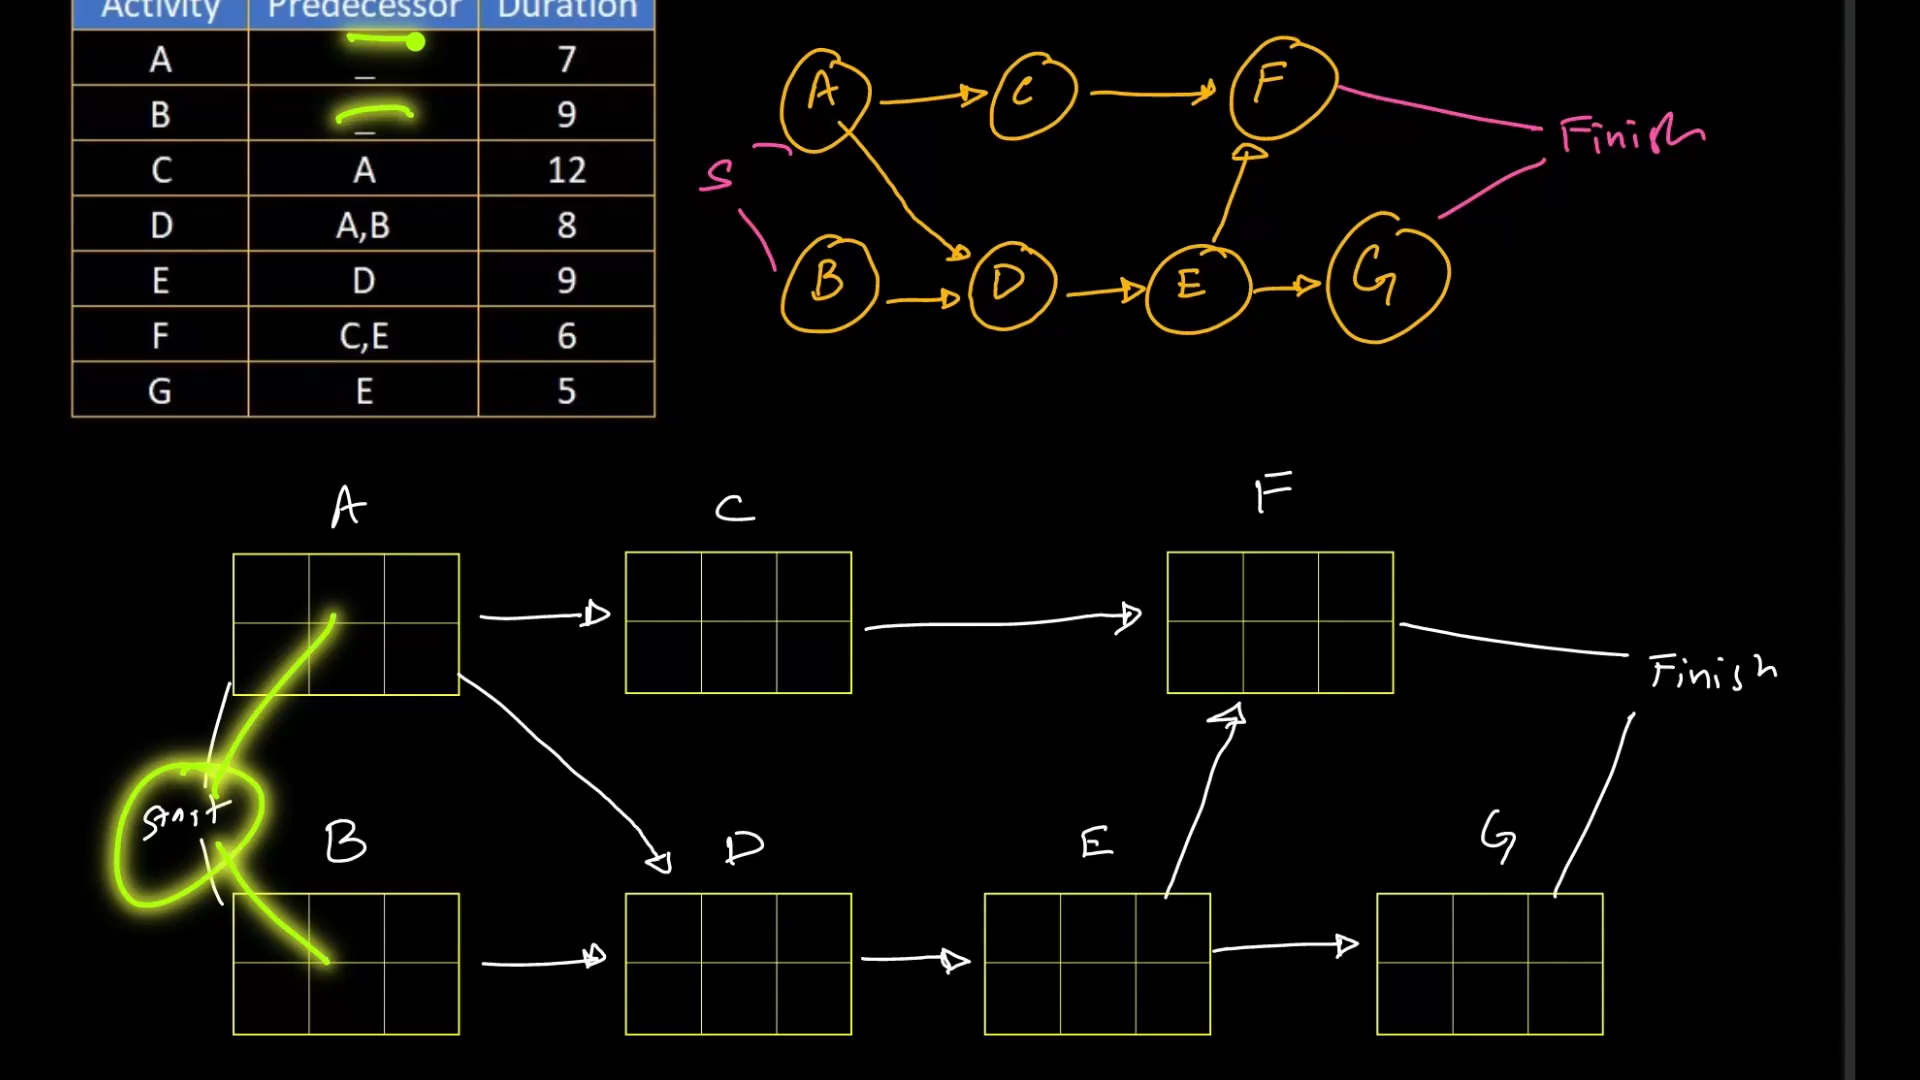 Activity Predecessor Duration
A _ 7
B _ 9
C A 12
D A,B 8
E D 9
F C,E 6
G E 5
A C F
Finish
S
B D E G
A C F
Finish
Start
B D E G